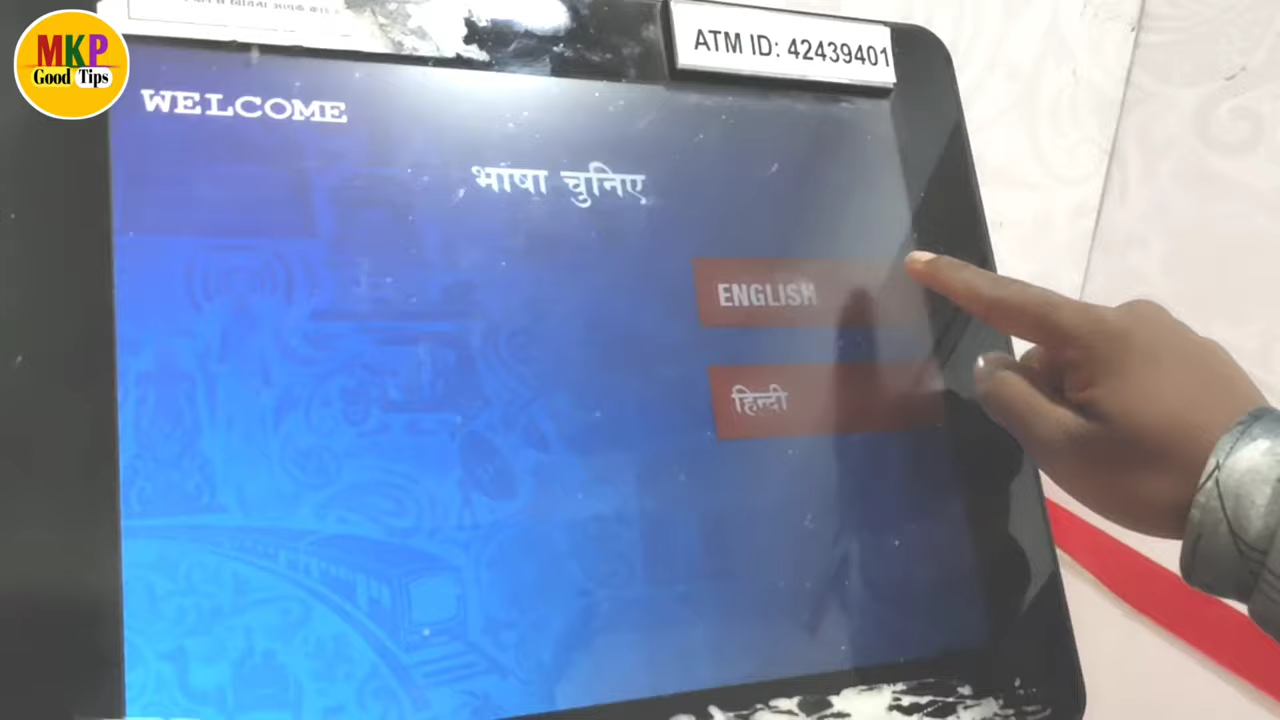 MKP
Good Tips
ATM ID: 42439401
WELCOME
भाषा चुनिए
ENGLISH
हिन्दी